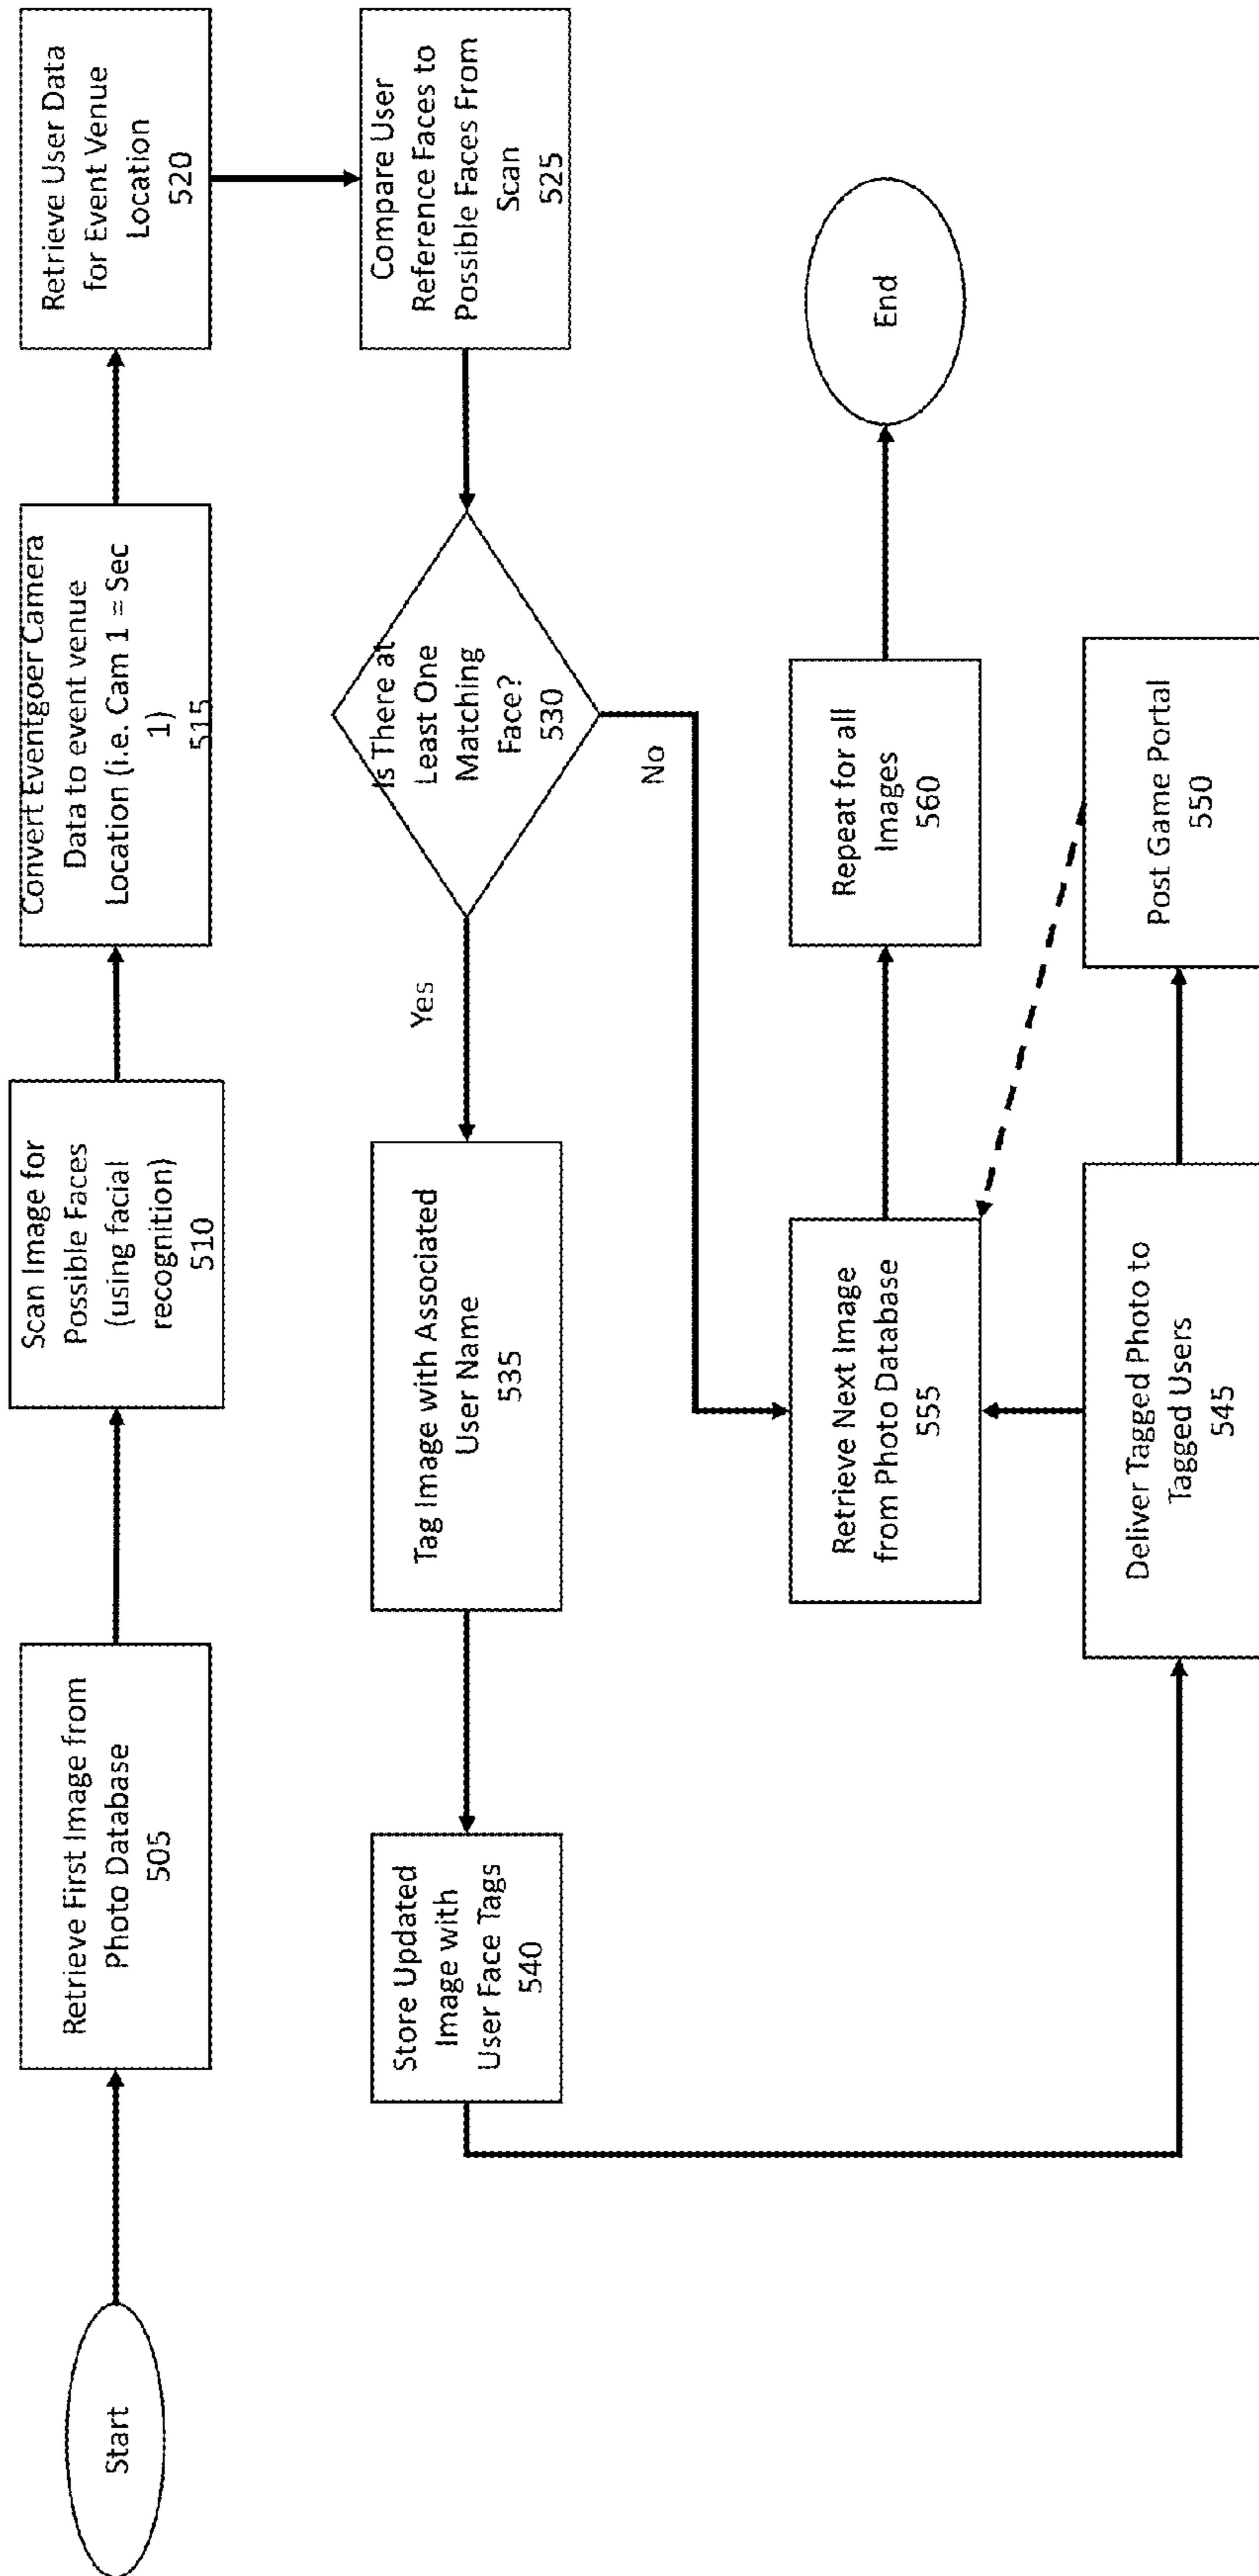 Start
Retrieve First Image from
Photo Database
505
Scan Image for
Possible Faces
(using facial
recognition)
510
Convert Eventgoer Camera
Data to event venue
Location (i.e. Cam 1 = Sec
1)
515
Retrieve User Data
for Event Venue
Location
520
Compare User
Reference Faces to
Possible Faces From
Scan
525
Is There at
Least One
Matching
Face?
530
Yes
No
Tag Image with Associated
User Name
535
Store Updated
Image with
User Face Tags
540
Deliver Tagged Photo to
Tagged Users
545
Post Game Portal
550
Retrieve Next Image
from Photo Database
555
Repeat for all
Images
560
End